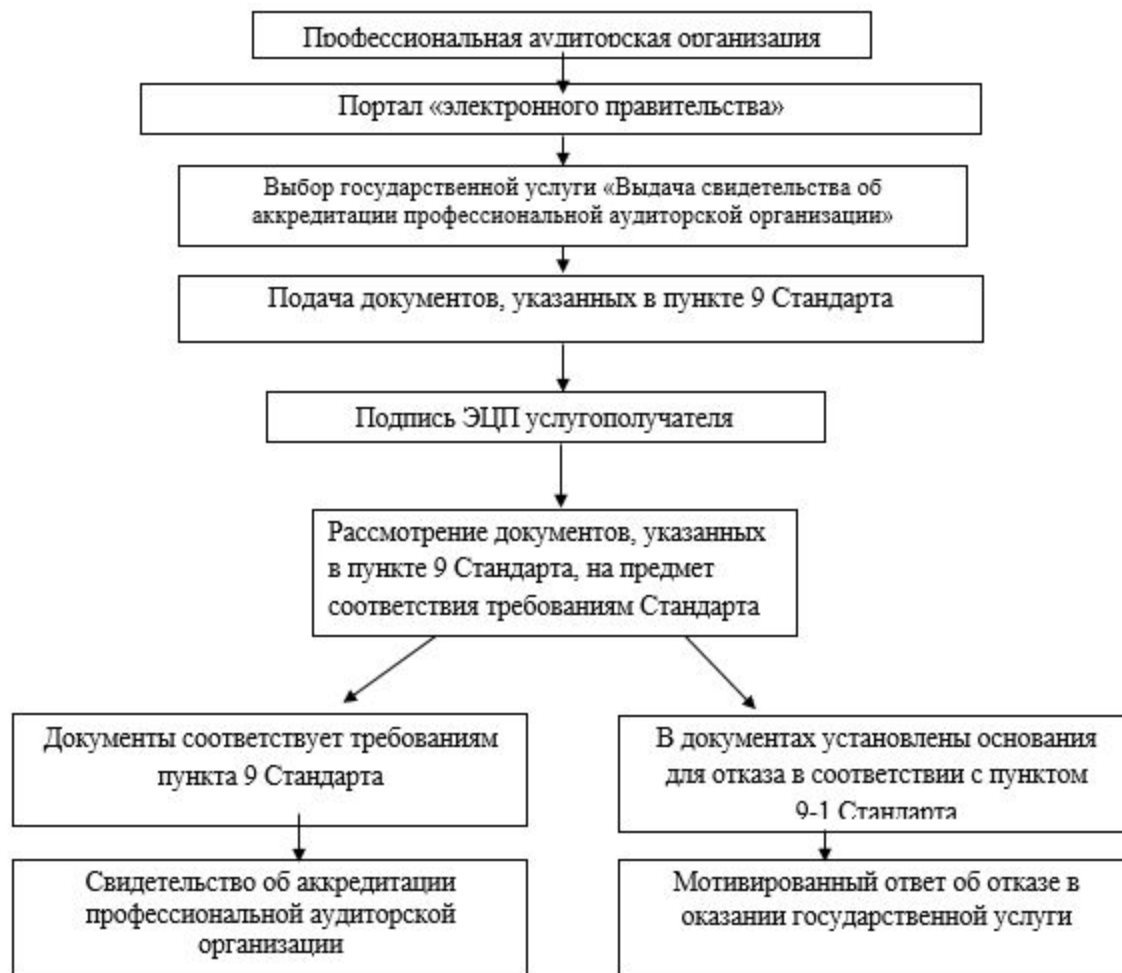 Профессиональная аудиторская организация
Портал «электронного правительства»
Выбор государственной услуги «Выдача свидетельства об
аккредитации профессиональной аудиторской организации»
Подача документов, указанных в пункте 9 Стандарта
Подпись ЭЦП услугополучателя
Рассмотрение документов, указанных
в пункте 9 Стандарта, на предмет
соответствия требованиям Стандарта
Документы соответствует требованиям
пункта 9 Стандарта
В документах установлены основания
для отказа в соответствии с пунктом
9-1 Стандарта
Свидетельство об аккредитации
профессиональной аудиторской
организации
Мотивированный ответ об отказе в
оказании государственной услуги